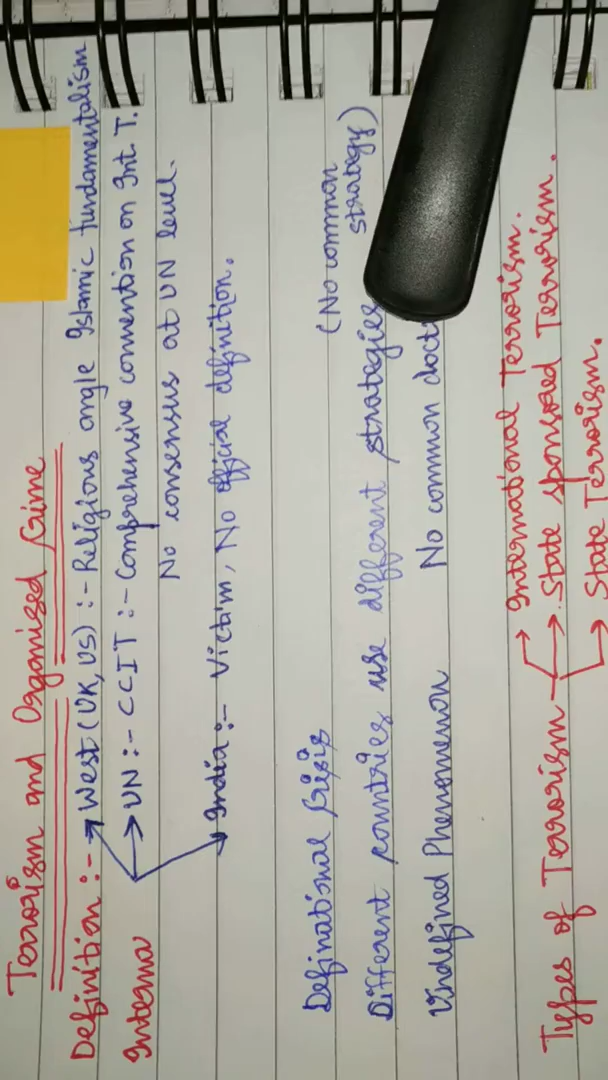 Terrorism and Organised Crime
Definition :- West (UK, US) :- Religious angle Islamic fundamentalism
Interna UN :- CCIT :- Comprehensive convention on Int. T.
No consensus at UN level.
India :- Victim, No official definition.
Definational Crisis (No common strategy)
Different countries use different strategies
Undefined Phenomenon No common doct
Types of Terrorism → International Terrorism.
→ State sponsored Terrorism.
→ State Terrorism.